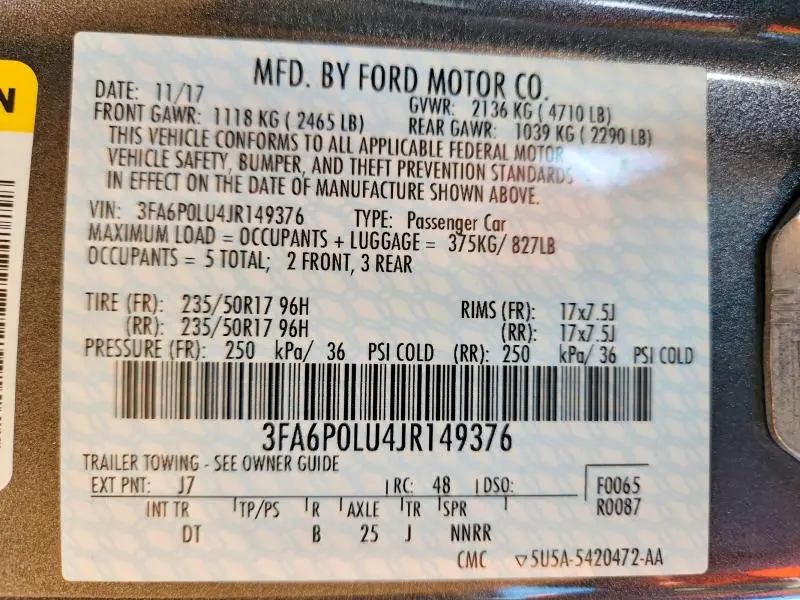 N
MFD. BY FORD MOTOR CO.
DATE: 11/17 GVWR: 2136 KG ( 4710 LB)
FRONT GAWR: 1118 KG ( 2465 LB) REAR GAWR: 1039 KG ( 2290 LB)
THIS VEHICLE CONFORMS TO ALL APPLICABLE FEDERAL MOTOR
VEHICLE SAFETY, BUMPER, AND THEFT PREVENTION STANDARDS
IN EFFECT ON THE DATE OF MANUFACTURE SHOWN ABOVE.
VIN: 3FA6P0LU4JR149376 TYPE: Passenger Car
MAXIMUM LOAD = OCCUPANTS + LUGGAGE = 375KG/ 827LB
OCCUPANTS = 5 TOTAL; 2 FRONT, 3 REAR
TIRE (FR): 235/50R17 96H RIMS (FR): 17x7.5J
(RR): 235/50R17 96H (RR): 17x7.5J
PRESSURE (FR): 250 kPa/ 36 PSI COLD (RR): 250 kPa/ 36 PSI COLD
3FA6P0LU4JR149376
TRAILER TOWING - SEE OWNER GUIDE
EXT PNT: J7 RC: 48 DSO: F0065
INT TR TP/PS R AXLE TR SPR R0087
DT B 25 J NNRR
CMC ▽5U5A-5420472-AA